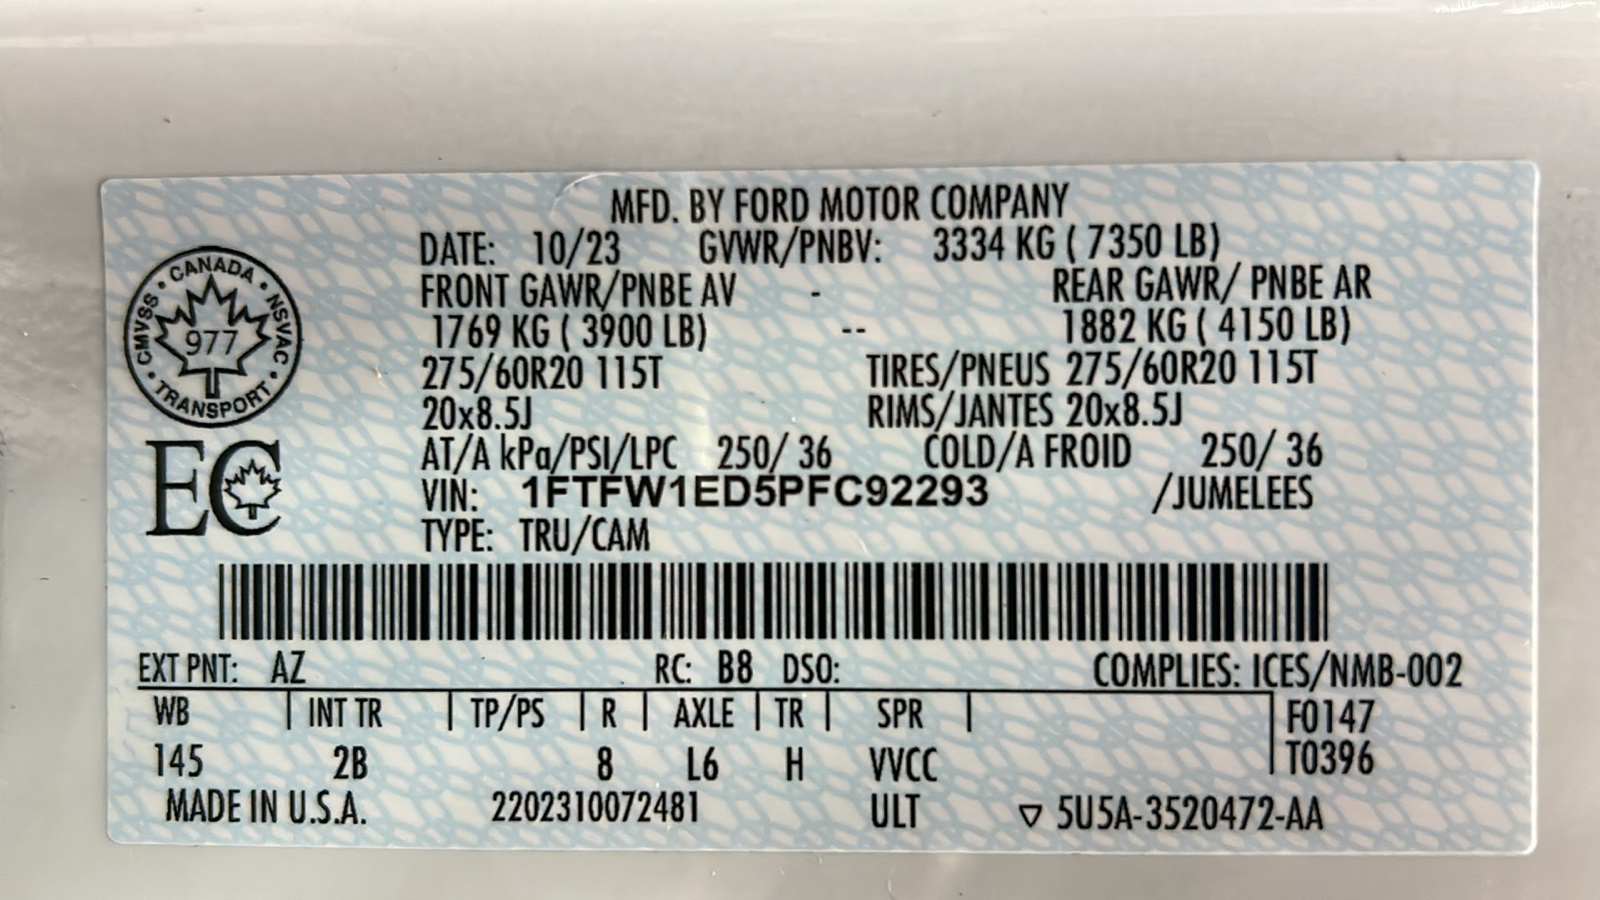 MFD. BY FORD MOTOR COMPANY
DATE: 10/23 GVWR/PNBV: 3334 KG ( 7350 LB)
FRONT GAWR/PNBE AV - REAR GAWR/ PNBE AR
1769 KG ( 3900 LB) -- 1882 KG ( 4150 LB)
275/60R20 115T TIRES/PNEUS 275/60R20 115T
20x8.5J RIMS/JANTES 20x8.5J
AT/A kPa/PSI/LPC 250/ 36 COLD/A FROID 250/ 36
VIN: 1FTFW1ED5PFC92293 /JUMELEES
TYPE: TRU/CAM
CANADA • NSVAC • TRANSPORT • CMVSS •
977
EC
EXT PNT: AZ RC: B8 DSO: COMPLIES: ICES/NMB-002
WB | INT TR | TP/PS | R | AXLE | TR | SPR | F0147
145 2B 8 L6 H VVCC T0396
MADE IN U.S.A. 2202310072481 ULT ▽ 5U5A-3520472-AA